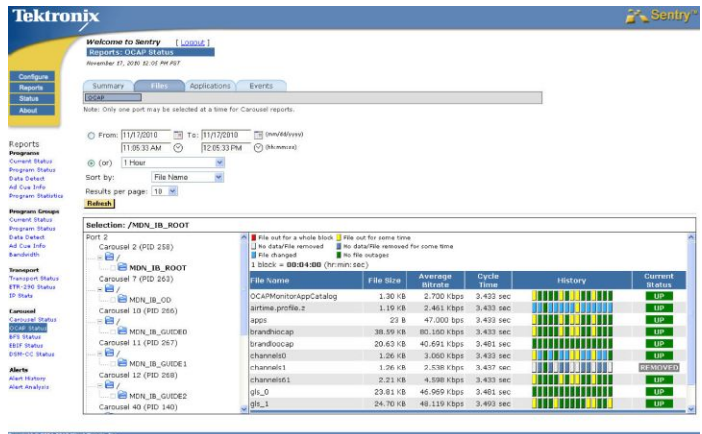 Tektronix
Sentry
Welcome to Sentry [ Logout ]
Reports: OCAP Status
November 17, 2010 12:05 PM PST
Configure
Reports
Status
About
Summary Files Applications Events
OCAP
Note: Only one port may be selected at a time for Carousel reports.
From: 11/17/2010 To: 11/17/2010 (mm/dd/yyyy)
11:05:33 AM 12:05:33 PM (hh:mm:ss)
(or) 1 Hour
Sort by: File Name
Results per page: 10
Refresh
Reports
Programs
Current Status
Program Status
Data Detect
Ad Cue Info
Program Statistics
Program Groups
Current Status
Program Status
Data Detect
Ad Cue Info
Bandwidth
Transport
Transport Status
ETR-290 Status
IP Stats
Carousel
Carousel Status
OCAP Status
BFS Status
EBIF Status
DSM-CC Status
Alerts
Alert History
Alert Analysis
Selection: /MDN_IB_ROOT
Port 2
Carousel 2 (PID 258)
/
MDN_IB_ROOT
Carousel 7 (PID 263)
/
MDN_IB_OD
Carousel 10 (PID 266)
/
MDN_IB_GUIDE0
Carousel 11 (PID 267)
/
MDN_IB_GUIDE1
Carousel 12 (PID 268)
/
MDN_IB_GUIDE2
Carousel 40 (PID 140)
File out for a whole block File out for some time
No data/File removed No data/File removed for some time
File changed No file outages
1 block = 00:04:00 (hr:min:sec)
File Name File Size Average Bitrate Cycle Time History Current Status
OCAPMonitorAppCatalog 1.30 KB 2.700 Kbps 3.433 sec UP
airtime.profile.z 1.19 KB 2.461 Kbps 3.433 sec UP
apps 23 B 47.000 bps 3.433 sec UP
brandhiocap 38.59 KB 80.160 Kbps 3.433 sec UP
brandloocap 20.63 KB 40.691 Kbps 3.481 sec UP
channels0 1.26 KB 3.060 Kbps 3.433 sec UP
channels1 1.26 KB 2.538 Kbps 3.437 sec REMOVED
channels61 2.21 KB 4.598 Kbps 3.433 sec UP
gls_0 23.81 KB 46.969 Kbps 3.481 sec UP
gls_1 24.70 KB 48.119 Kbps 3.493 sec UP